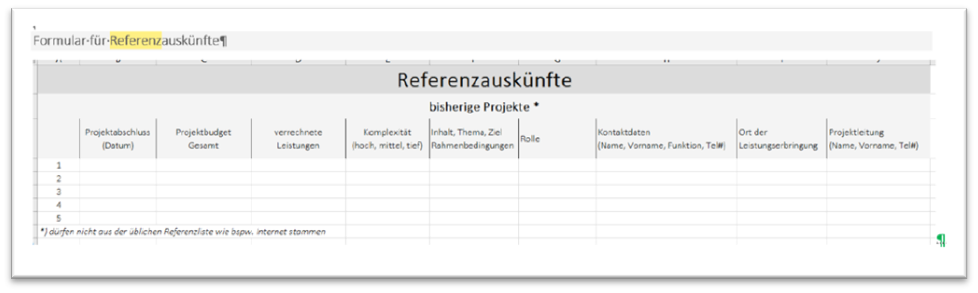 Formular·für·Referenzauskünfte¶
Referenzauskünfte
bisherige Projekte *
Projektabschluss (Datum)
Projektbudget Gesamt
verrechnete Leistungen
Komplexität (hoch, mittel, tief)
Inhalt, Thema, Ziel Rahmenbedingungen
Rolle
Kontaktdaten (Name, Vorname, Funktion, Tel#)
Ort der Leistungserbringung
Projektleitung (Name, Vorname, Tel#)
1
2
3
4
5
*) dürfen nicht aus der üblichen Referenzliste wie bspw. Internet stammen
¶